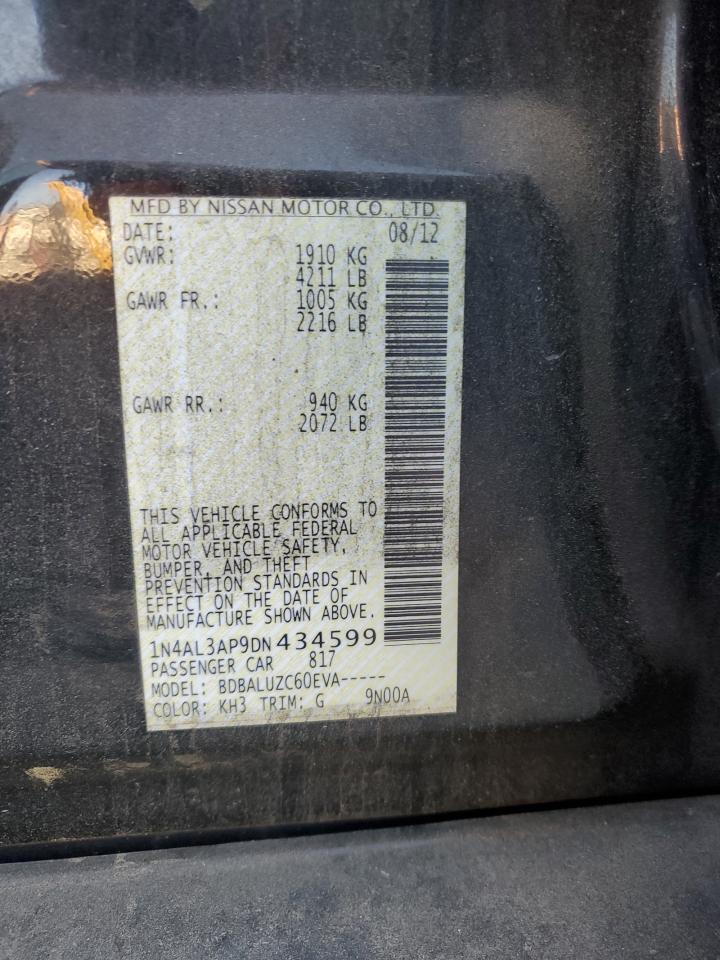 MFD BY NISSAN MOTOR CO., LTD.
DATE: 08/12
GVWR: 1910 KG
4211 LB
GAWR FR.: 1005 KG
2216 LB
GAWR RR.: 940 KG
2072 LB
THIS VEHICLE CONFORMS TO
ALL APPLICABLE FEDERAL
MOTOR VEHICLE SAFETY,
BUMPER, AND THEFT
PREVENTION STANDARDS IN
EFFECT ON THE DATE OF
MANUFACTURE SHOWN ABOVE.
1N4AL3AP9DN434599
PASSENGER CAR 817
MODEL: BDBALUZC60EVA-----
COLOR: KH3 TRIM: G 9N00A